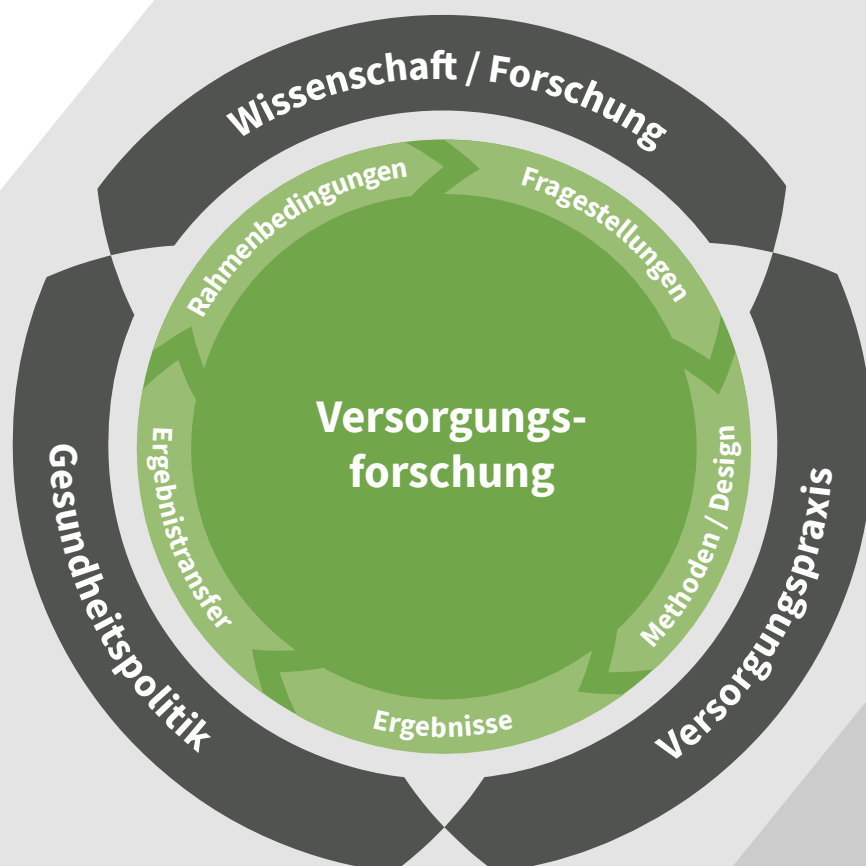 Wissenschaft / Forschung
Rahmenbedingungen
Fragestellungen
Versorgungs-
forschung
Ergebnistransfer
Methoden / Design
Gesundheitspolitik
Versorgungspraxis
Ergebnisse